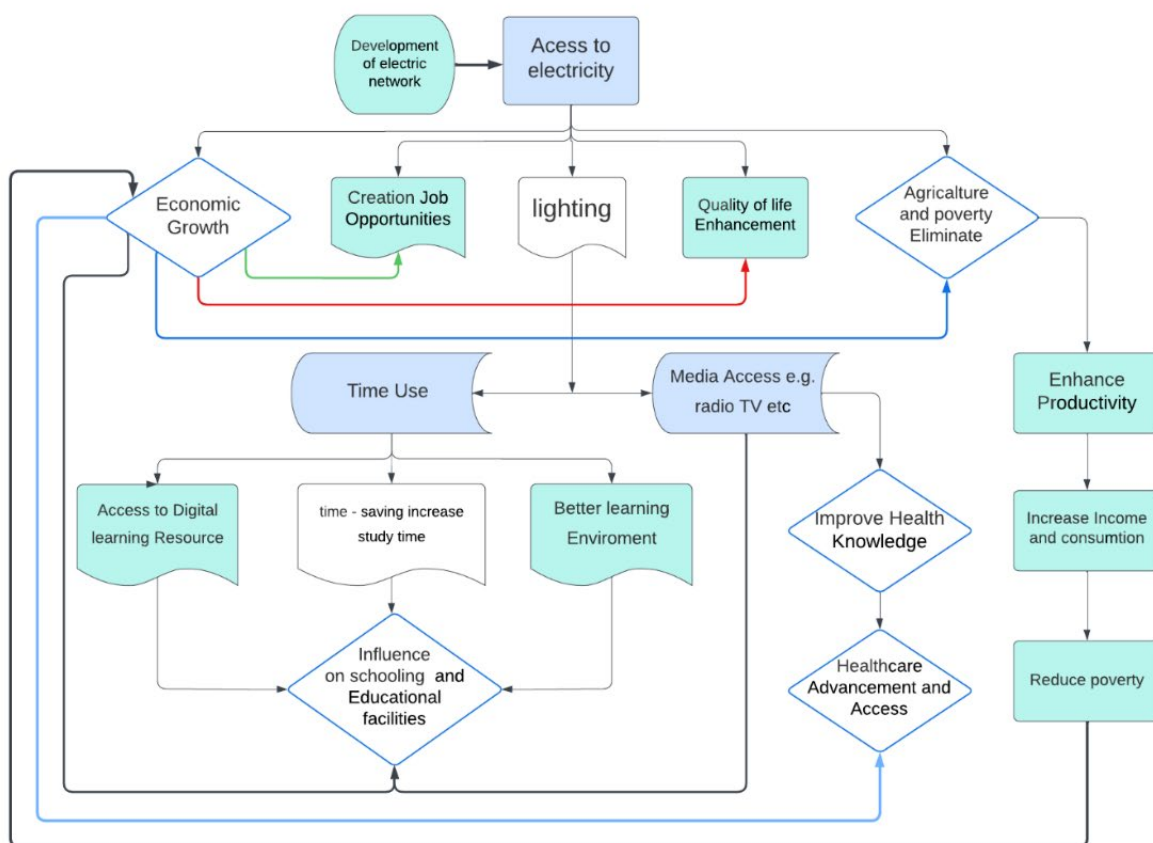 Development
of electric
network
Acess to
electricity
Economic
Growth
Creation Job
Opportunities
lighting
Quality of life
Enhancement
Agricalture
and poverty
Eliminate
Time Use
Media Access e.g.
radio TV etc
Enhance
Productivity
Access to Digital
learning Resource
time - saving increase
study time
Better learning
Enviroment
Improve Health
Knowledge
Increase Income
and consumtion
Influence
on schooling and
Educational
facilities
Healthcare
Advancement and
Access
Reduce poverty